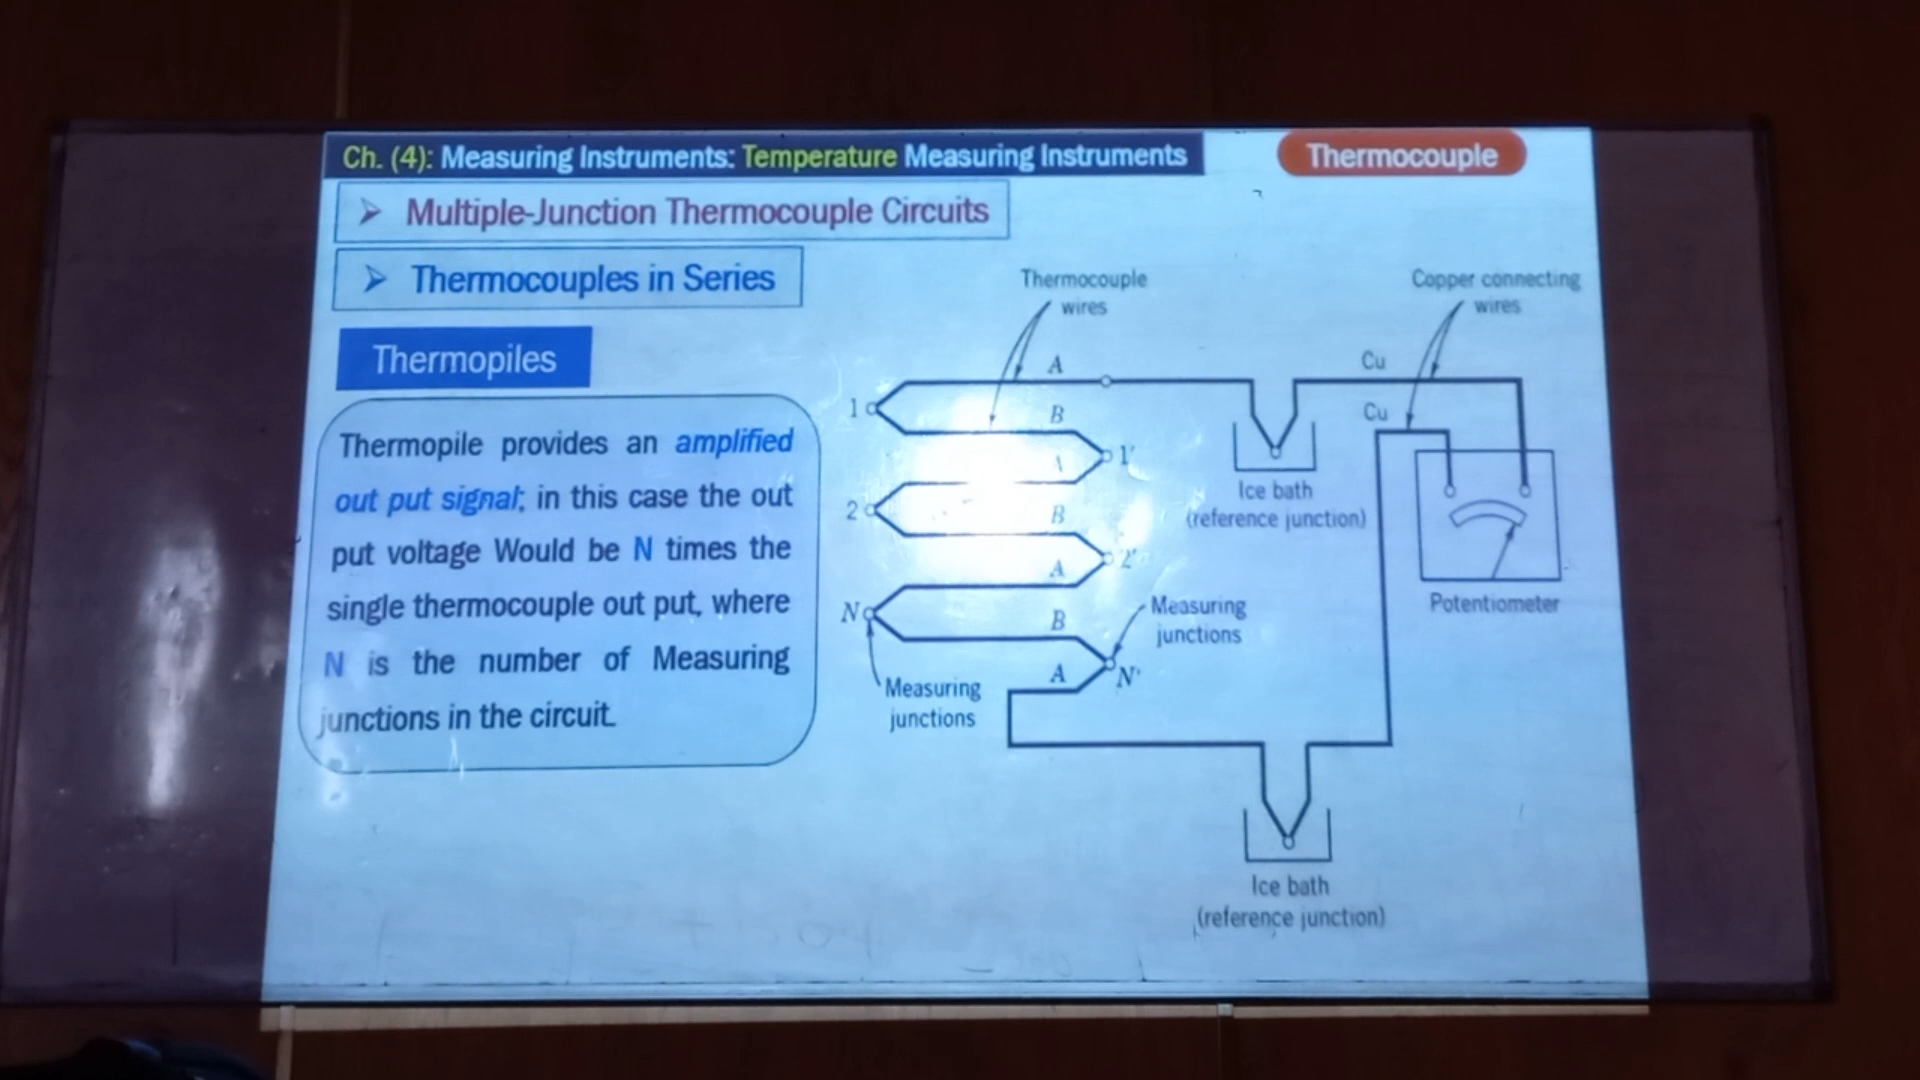 Ch. (4): Measuring Instruments: Temperature Measuring Instruments
Thermocouple
Multiple-Junction Thermocouple Circuits
Thermocouples in Series
Thermopiles
Thermopile provides an amplified
out put signal; in this case the out
put voltage Would be N times the
single thermocouple out put, where
N is the number of Measuring
junctions in the circuit.
Thermocouple
wires
Copper connecting
wires
A
Cu
1
B
Cu
A
1'
2
B
A
2'
N
B
A
N'
Measuring
junctions
Measuring
junctions
Ice bath
(reference junction)
Potentiometer
Ice bath
(reference junction)